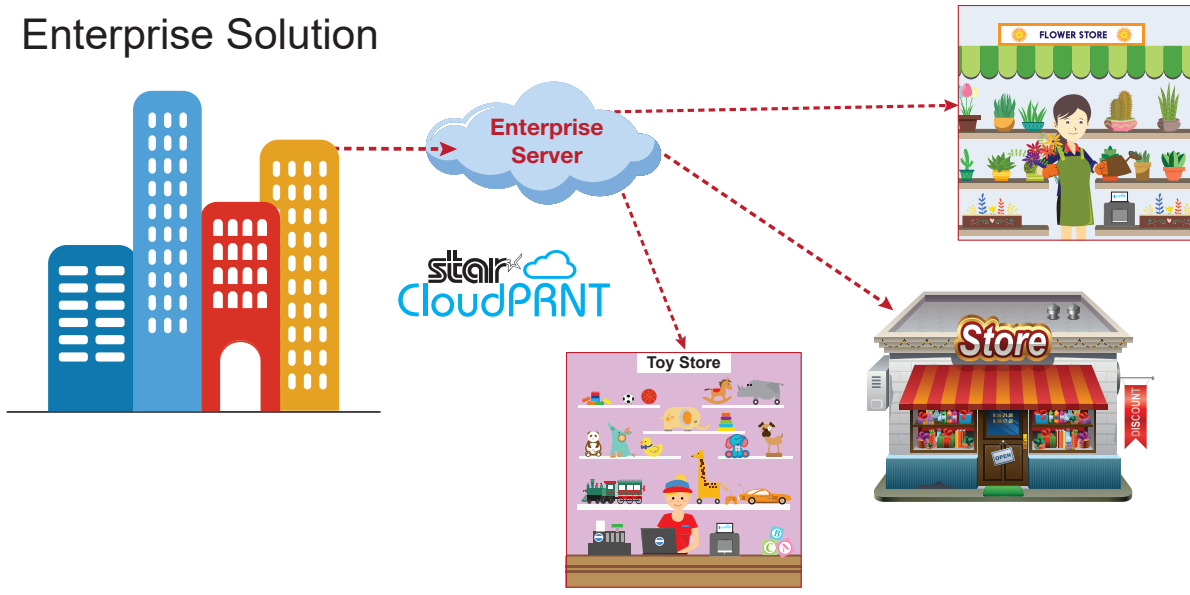 Enterprise Solution
FLOWER STORE
Enterprise
Server
star
CloudPRNT
Toy Store
Store
DISCOUNT
OPEN
B
C A